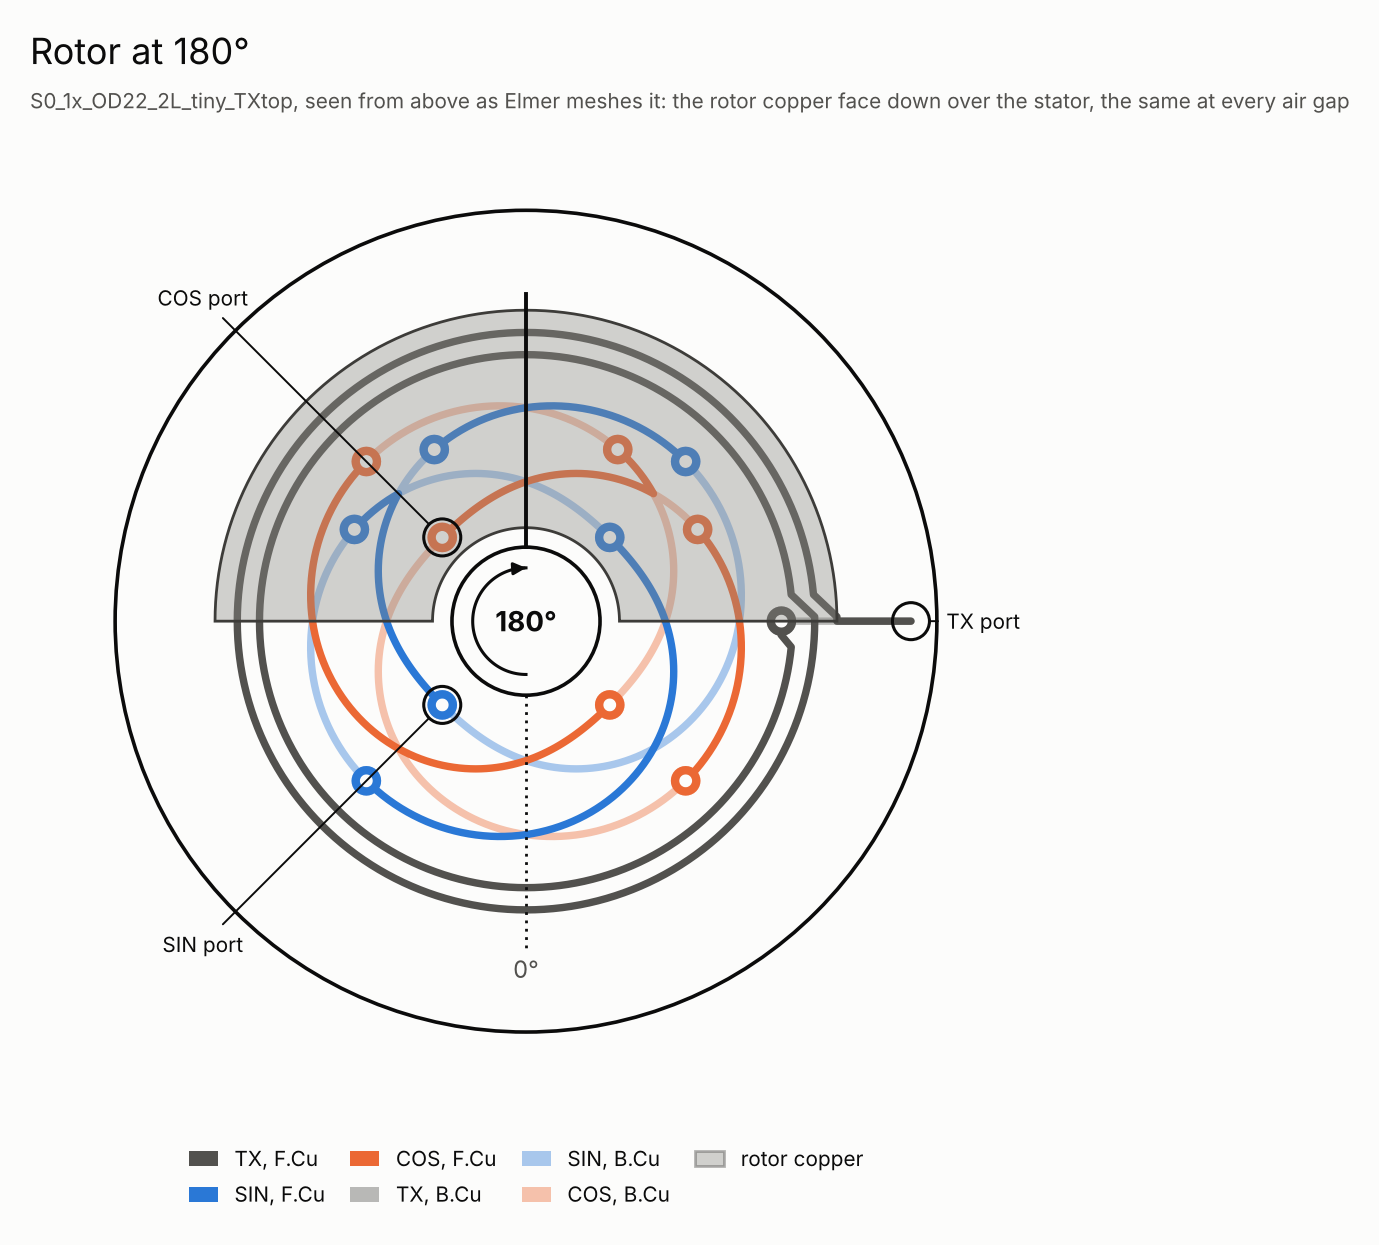 Rotor at 180°
S0_1x_OD22_2L_tiny_TXtop, seen from above as Elmer meshes it: the rotor copper face down over the stator, the same at every air gap
COS port
180°
TX port
SIN port
0°
TX, F.Cu
COS, F.Cu
SIN, B.Cu
rotor copper
SIN, F.Cu
TX, B.Cu
COS, B.Cu